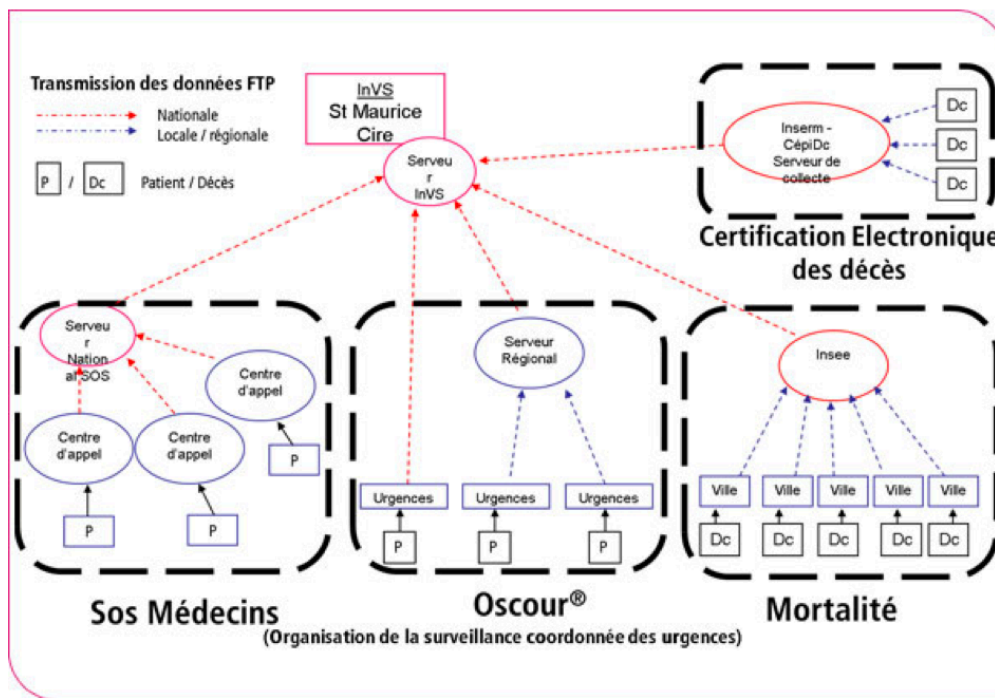 Transmission des données FTP
Nationale
Locale / régionale
P / Dc Patient / Décès
InVS
St Maurice
Cire
Serveu
r
InVS
Inserm -
CépiDc
Serveur de
collecte
Dc
Dc
Dc
Certification Electronique
des décès
Serveu
r
Nation
al SOS
Centre
d'appel
Centre
d'appel
Centre
d'appel
P
P
P
Sos Médecins
Serveur
Régional
Urgences
Urgences
Urgences
P
P
P
Oscour®
(Organisation de la surveillance coordonnée des urgences)
Insee
Ville
Ville
Ville
Ville
Ville
Dc
Dc
Dc
Dc
Dc
Mortalité